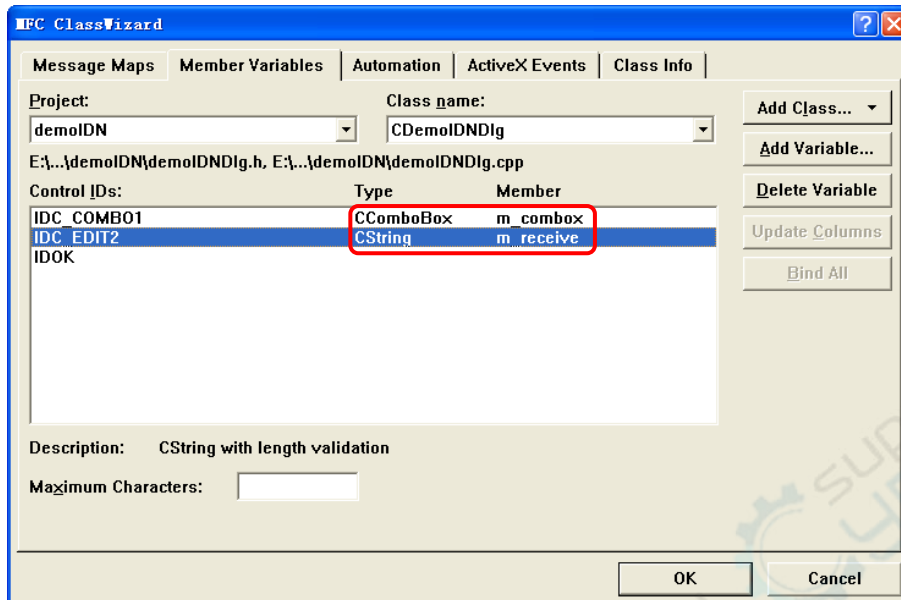 MFC ClassWizard
Message Maps Member Variables Automation ActiveX Events Class Info
Project: Class name:
demoIDN CDemoIDNDlg
Add Class...
E:\...\demoIDN\demoIDNDlg.h, E:\...\demoIDN\demoIDNDlg.cpp
Add Variable...
Control IDs: Type Member
Delete Variable
IDC_COMBO1 CComboBox m_combox
IDC_EDIT2 CString m_receive
Update Columns
IDOK
Bind All
Description: CString with length validation
Maximum Characters:
OK Cancel